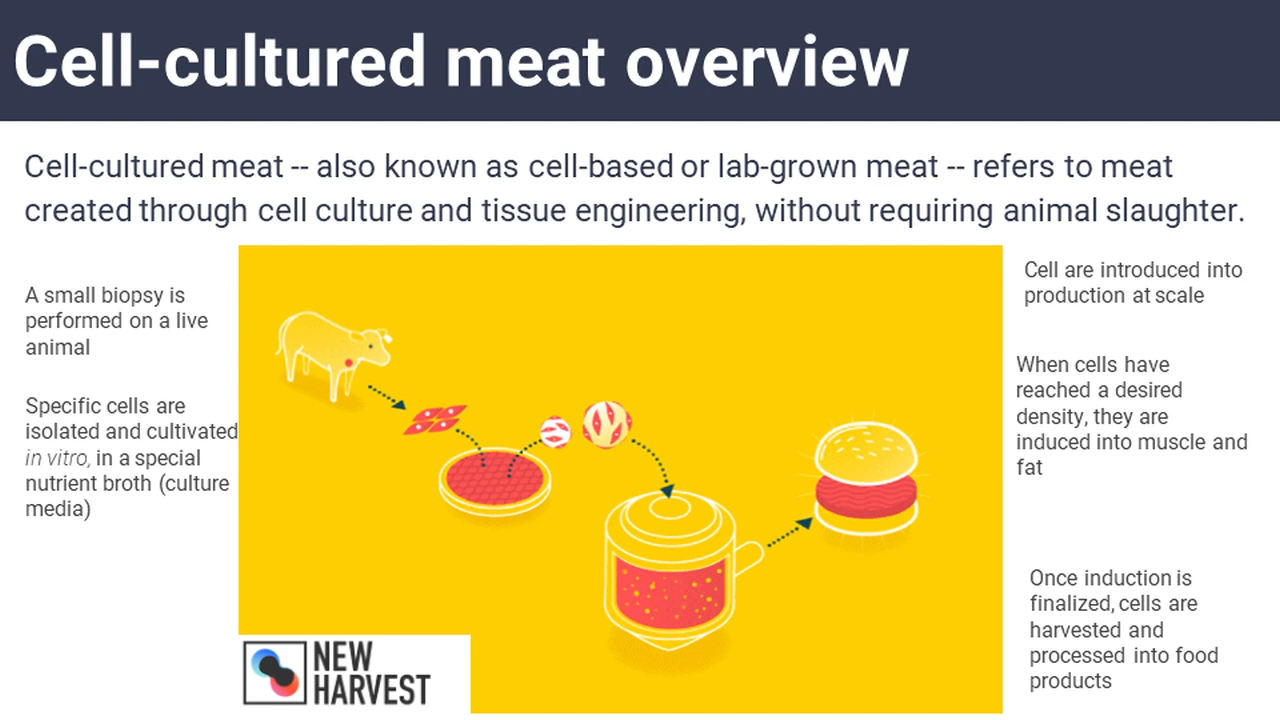 Cell-cultured meat overview
Cell-cultured meat -- also known as cell-based or lab-grown meat -- refers to meat
created through cell culture and tissue engineering, without requiring animal slaughter.
A small biopsy is
performed on a live
animal
Specific cells are
isolated and cultivated
in vitro, in a special
nutrient broth (culture
media)
Cell are introduced into
production at scale
When cells have
reached a desired
density, they are
induced into muscle and
fat
Once induction is
finalized, cells are
harvested and
processed into food
products
NEW
HARVEST